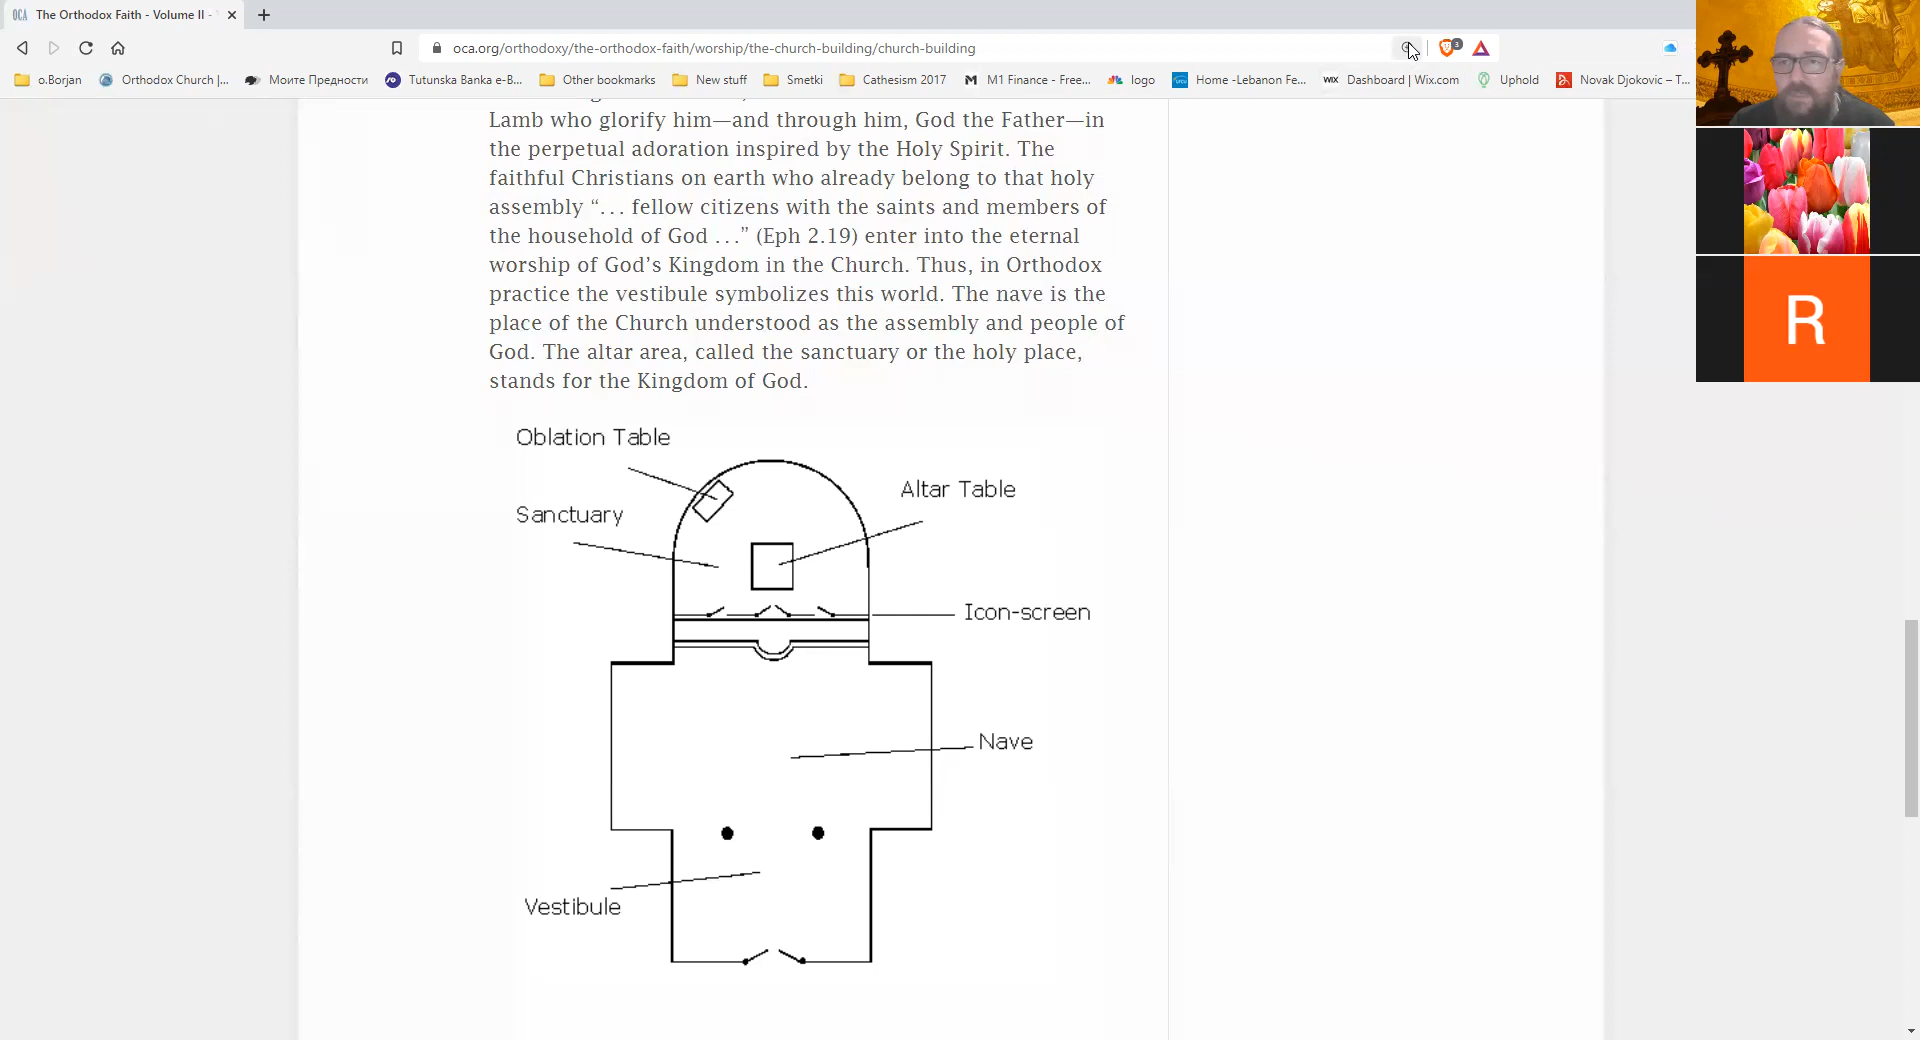 OCA The Orthodox Faith - Volume II -
oca.org/orthodoxy/the-orthodox-faith/worship/the-church-building/church-building
3
o.Borjan
Orthodox Church |...
Моите Предности
Tutunska Banka e-B...
Other bookmarks
New stuff
Smetki
Cathesism 2017
M1 Finance - Free...
logo
Home -Lebanon Fe...
WIX Dashboard | Wix.com
Uphold
Novak Djokovic – T...
Lamb who glorify him—and through him, God the Father—in
the perpetual adoration inspired by the Holy Spirit. The
faithful Christians on earth who already belong to that holy
assembly “... fellow citizens with the saints and members of
the household of God ...” (Eph 2.19) enter into the eternal
worship of God’s Kingdom in the Church. Thus, in Orthodox
practice the vestibule symbolizes this world. The nave is the
place of the Church understood as the assembly and people of
God. The altar area, called the sanctuary or the holy place,
stands for the Kingdom of God.
Oblation Table
Altar Table
Sanctuary
Icon-screen
Nave
Vestibule
R